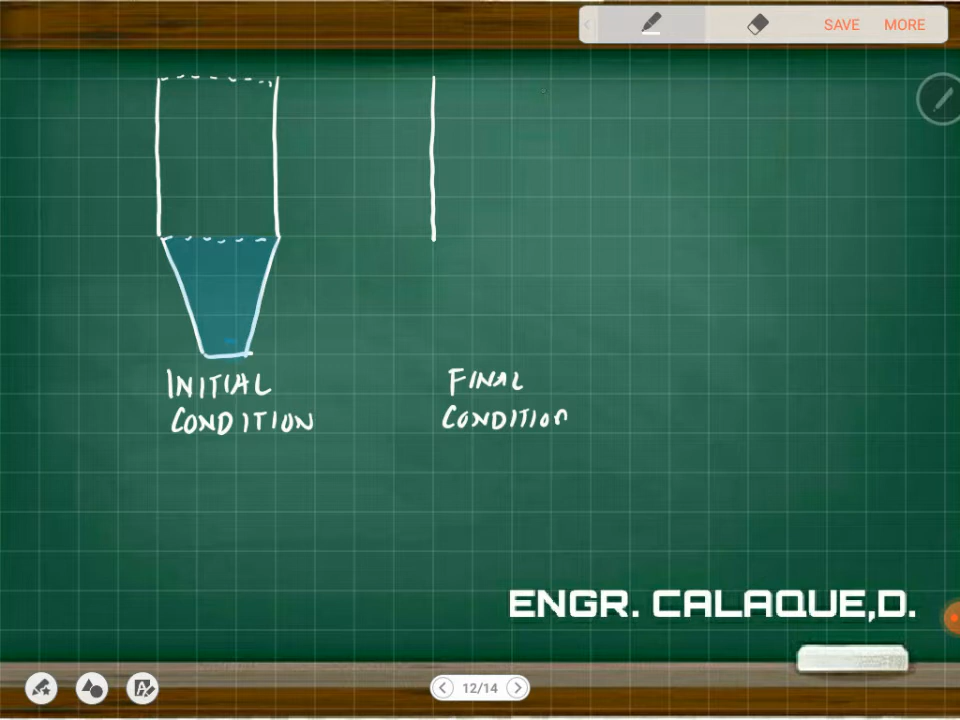 SAVE MORE
INITIAL
CONDITION
FINAL
CONDITION
ENGR. CALAQUE,D.
12/14